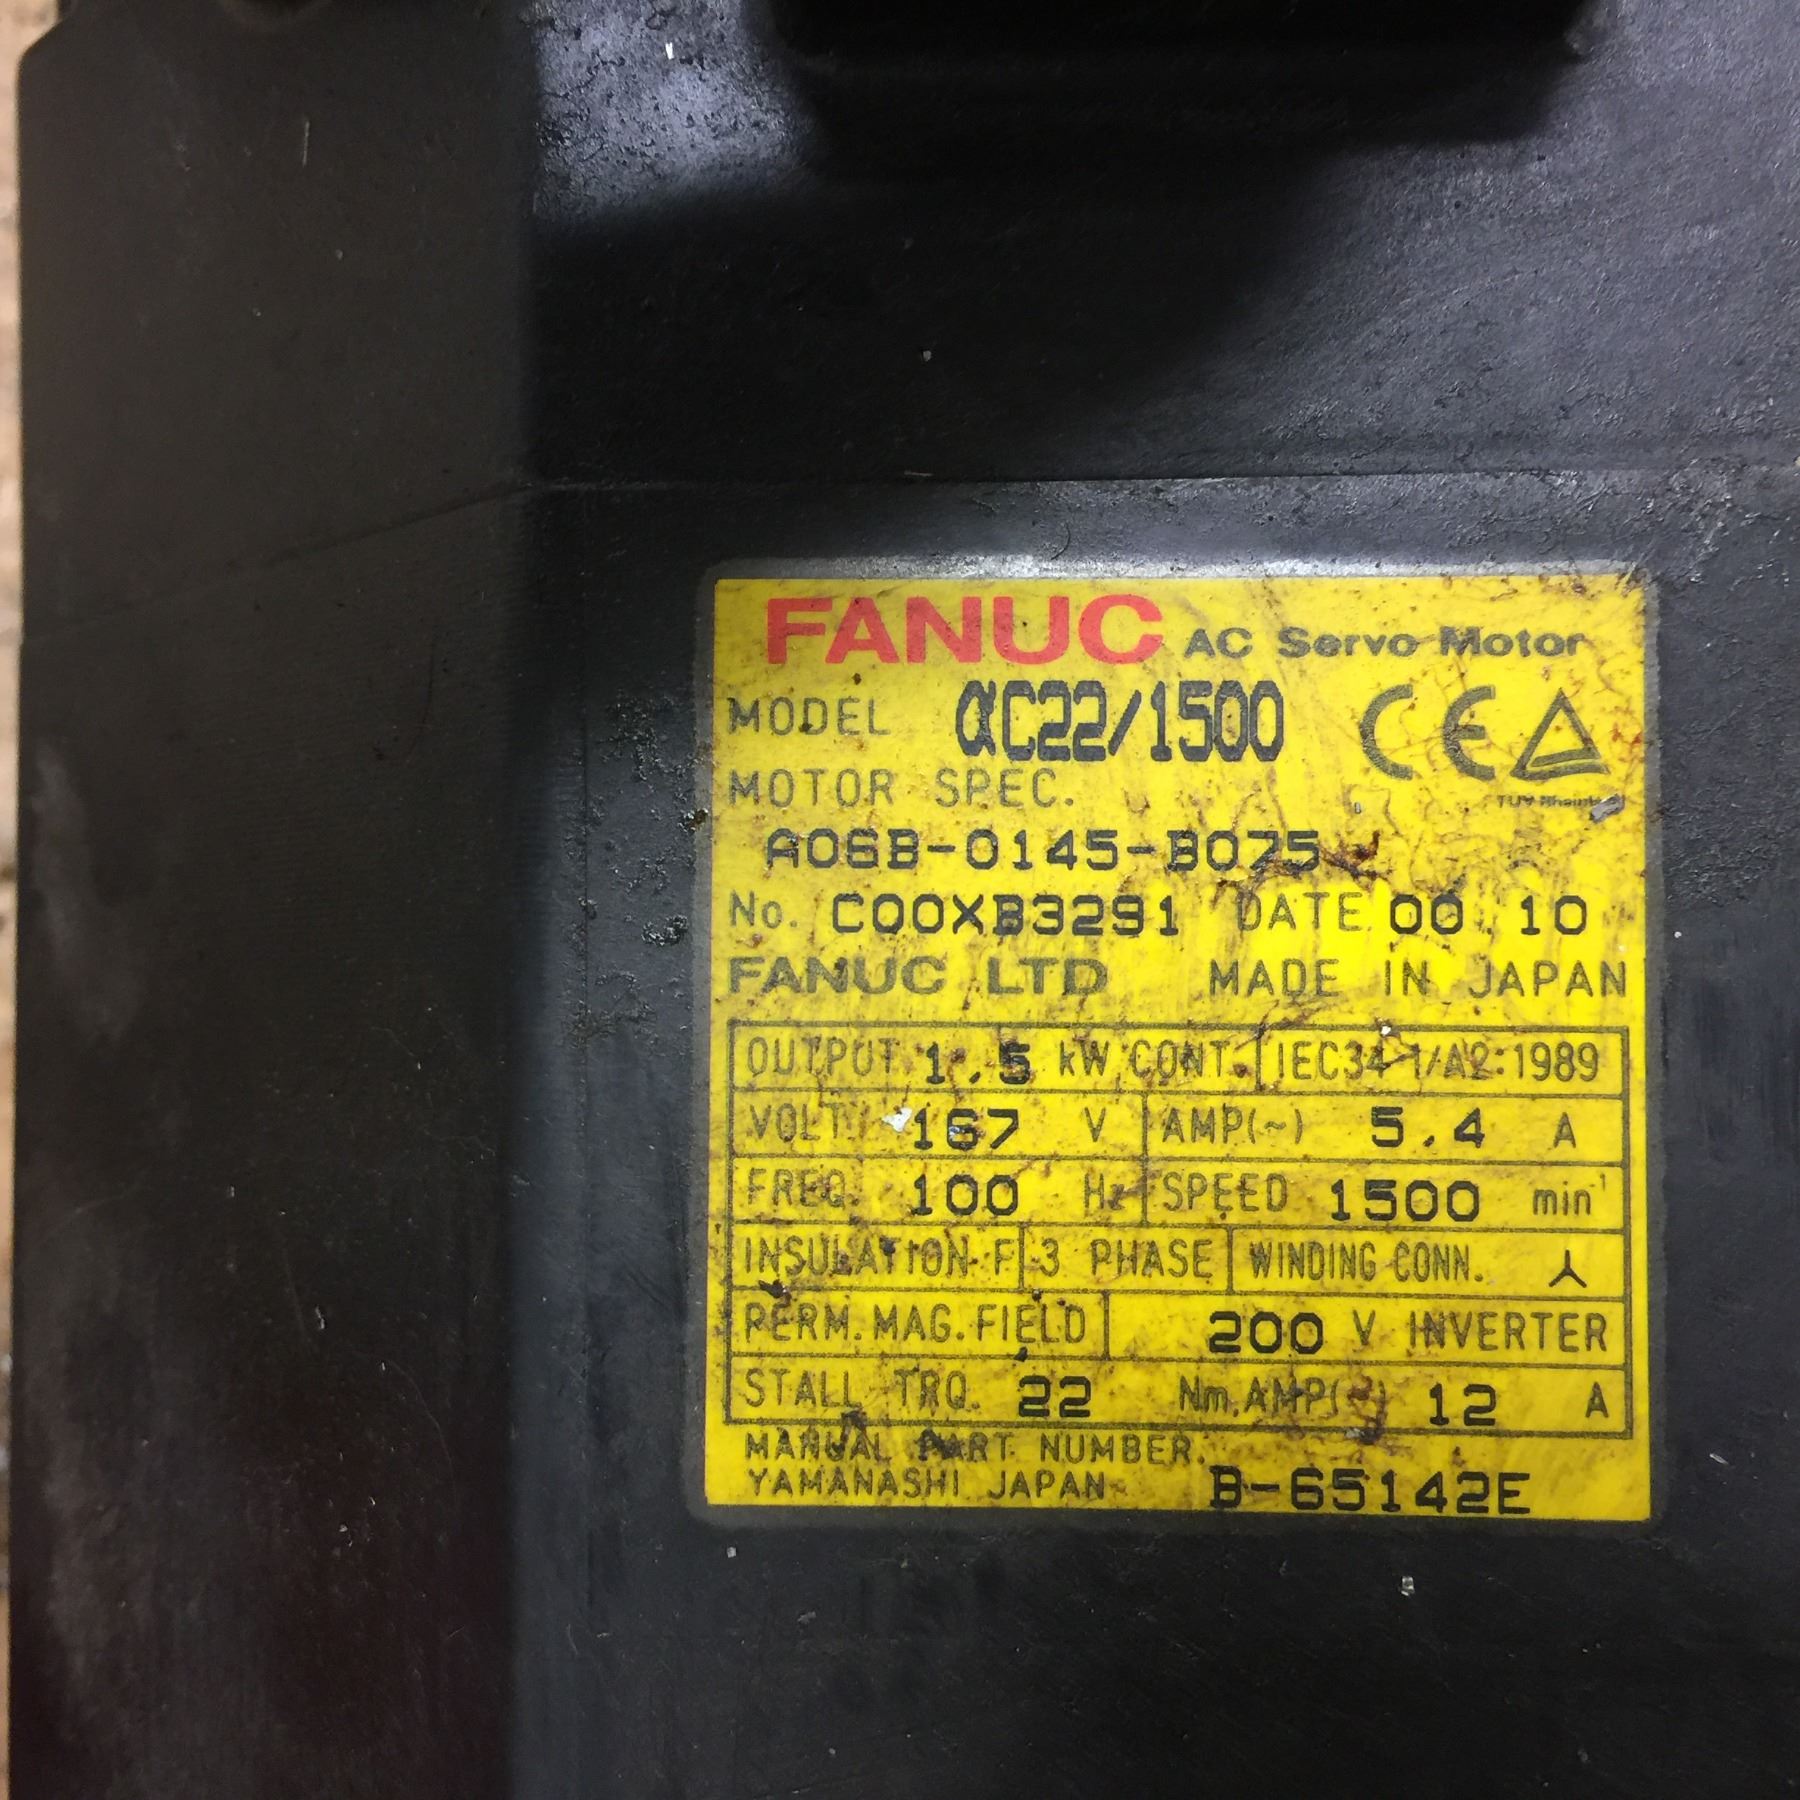 FANUC AC Servo Motor
MODEL αC22/1500 CE
MOTOR SPEC.
TUV
A06B-0145-B075
No. C00XB3291 DATE 00.10
FANUC LTD MADE IN JAPAN
OUTPUT 1.5 kW,CONT. IEC34-1/A2:1989
VOLT. 167 V AMP(~) 5.4 A
FREQ. 100 Hz SPEED 1500 min⁻¹
INSULATION F 3 PHASE WINDING CONN. ⅄
PERM.MAG.FIELD 200 V INVERTER
STALL TRQ. 22 Nm,AMP(~) 12 A
MANUAL PART NUMBER.
YAMANASHI JAPAN B-65142E